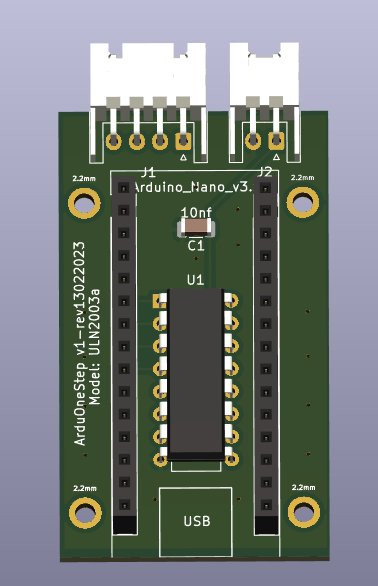 J1
J2
Arduino_Nano_v3.
2.2mm
2.2mm
10nf
C1
U1
ArduOneStep v1-rev13022023
Model: ULN2003a
2.2mm
2.2mm
USB